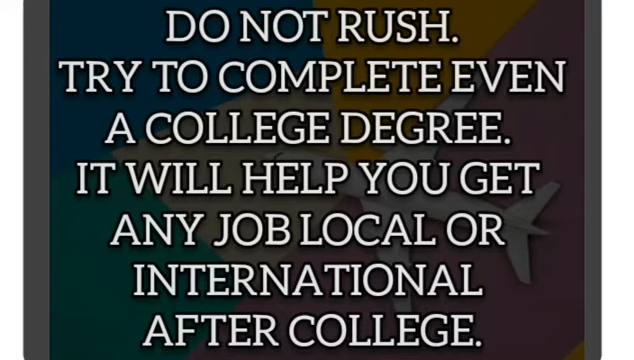 DO NOT RUSH.
TRY TO COMPLETE EVEN
A COLLEGE DEGREE.
IT WILL HELP YOU GET
ANY JOB LOCAL OR
INTERNATIONAL
AFTER COLLEGE.